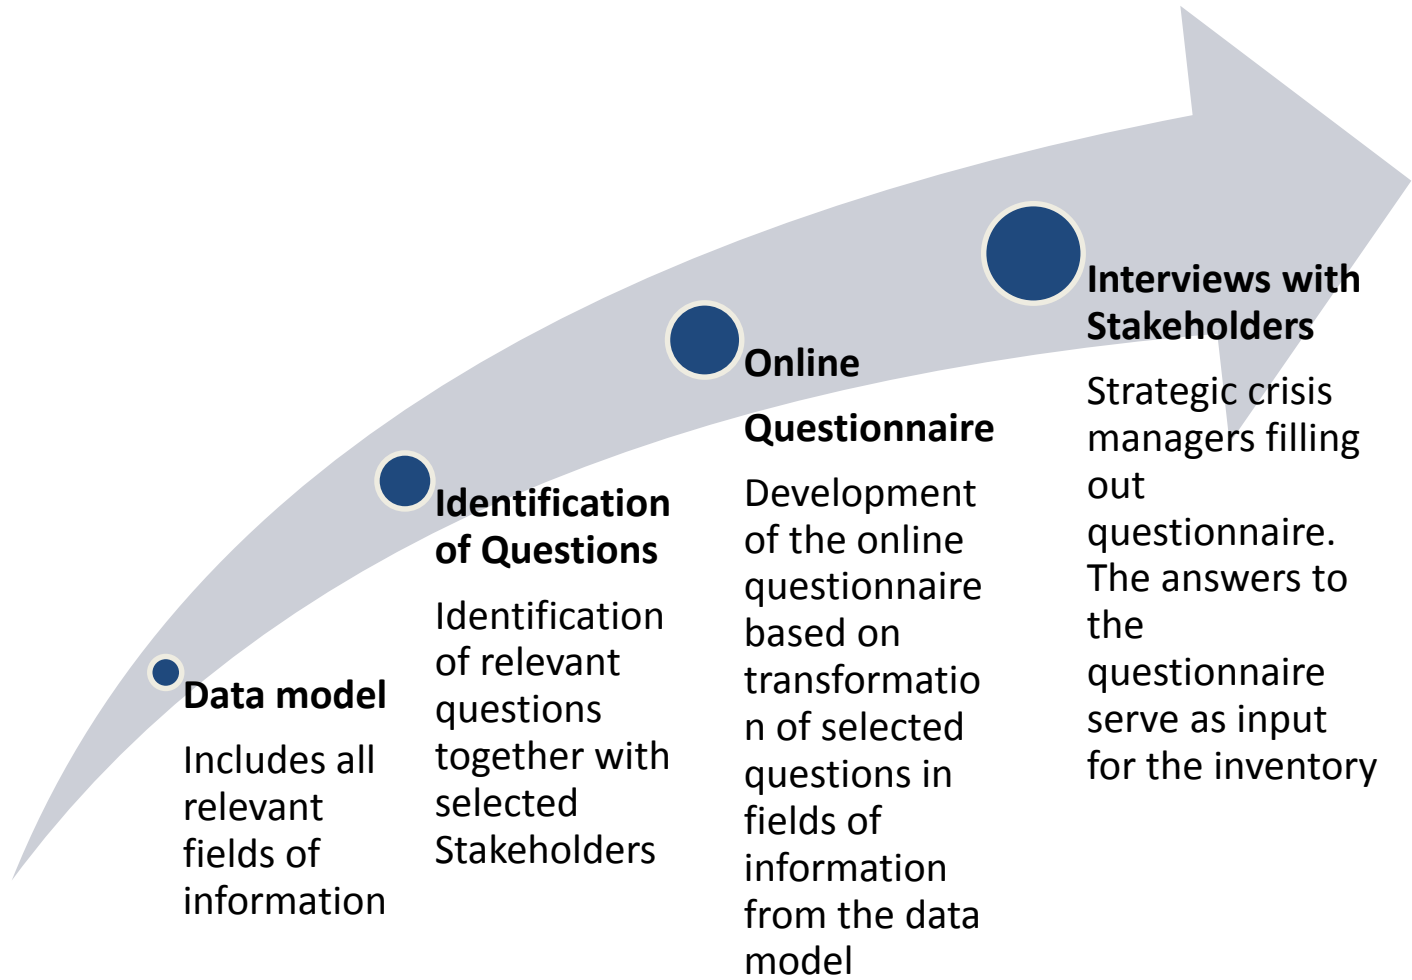 Data model
Includes all
relevant
fields of
information
Identification
of Questions
Identification
of relevant
questions
together with
selected
Stakeholders
Online
Questionnaire
Development
of the online
questionnaire
based on
transformatio
n of selected
questions in
fields of
information
from the data
model
Interviews with
Stakeholders
Strategic crisis
managers filling
out
questionnaire.
The answers to
the
questionnaire
serve as input
for the inventory